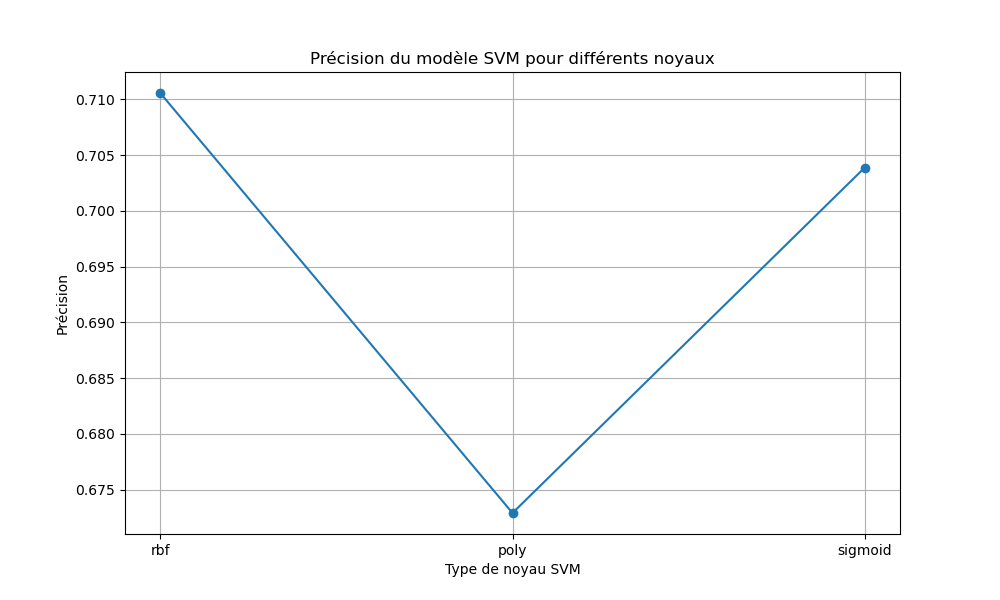 Précision du modèle SVM pour différents noyaux
0.710
0.705
0.700
0.695
0.690
0.685
0.680
0.675
Précision
rbf
poly
sigmoid
Type de noyau SVM